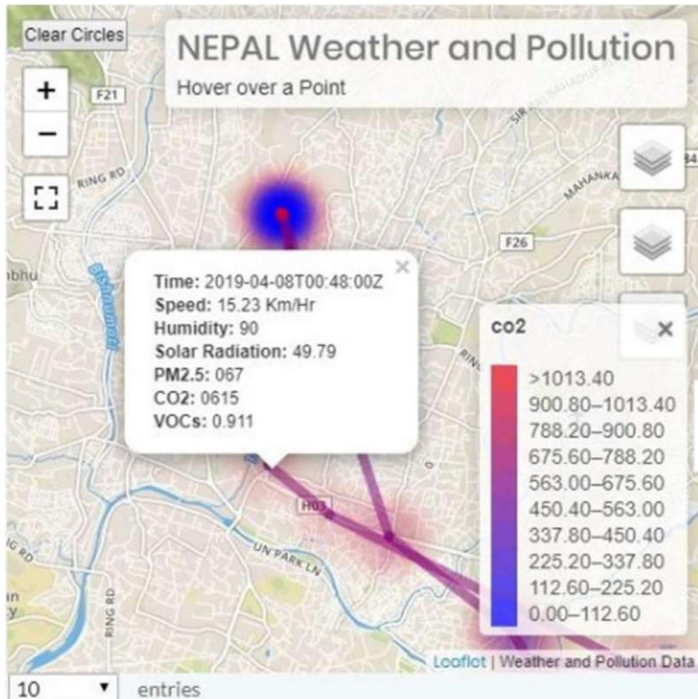 Clear Circles
NEPAL Weather and Pollution
Hover over a Point
+
F21
−
RING RD
MAHANKA
F26
Time: 2019-04-08T00:48:00Z
×
Speed: 15.23 Km/Hr
Humidity: 90
Solar Radiation: 49.79
PM2.5: 067
CO2: 0615
VOCs: 0.911
co2
×
>1013.40
900.80–1013.40
788.20–900.80
675.60–788.20
563.00–675.60
450.40–563.00
337.80–450.40
225.20–337.80
112.60–225.20
0.00–112.60
H03
UN PARK LN
RING RD
Leaflet | Weather and Pollution Data
10
entries